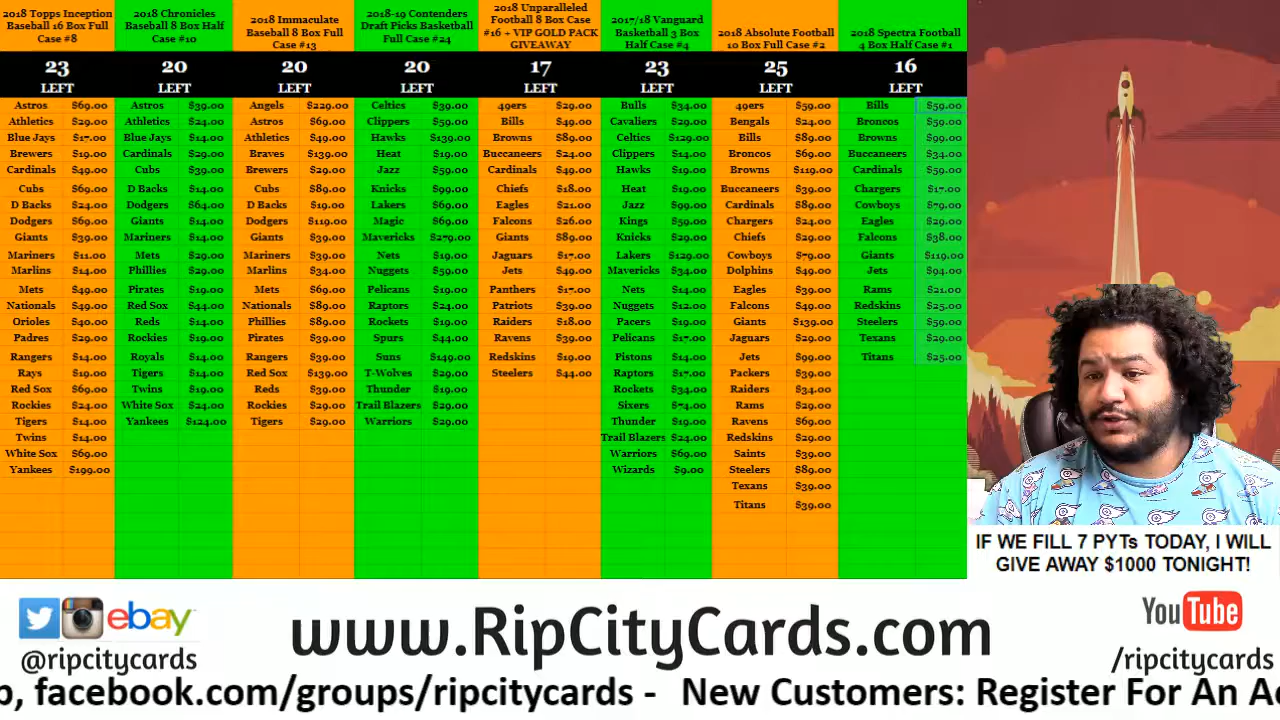 2018 Topps Inception
Baseball 16 Box Full
Case #8
23
LEFT
Astros $69.00
Athletics $29.00
Blue Jays $17.00
Brewers $19.00
Cardinals $49.00
Cubs $69.00
D Backs $24.00
Dodgers $69.00
Giants $39.00
Mariners $11.00
Marlins $14.00
Mets $49.00
Nationals $49.00
Orioles $40.00
Padres $29.00
Rangers $14.00
Rays $19.00
Red Sox $69.00
Rockies $24.00
Tigers $14.00
Twins $14.00
White Sox $69.00
Yankees $199.00
2018 Chronicles
Baseball 8 Box Half
Case #10
20
LEFT
Astros $39.00
Athletics $24.00
Blue Jays $14.00
Cardinals $29.00
Cubs $39.00
D Backs $14.00
Dodgers $64.00
Giants $14.00
Mariners $14.00
Mets $29.00
Phillies $29.00
Pirates $19.00
Red Sox $44.00
Reds $14.00
Rockies $19.00
Royals $14.00
Tigers $14.00
Twins $19.00
White Sox $24.00
Yankees $124.00
2018 Immaculate
Baseball 8 Box Full
Case #13
20
LEFT
Angels $229.00
Astros $69.00
Athletics $49.00
Braves $139.00
Brewers $29.00
Cubs $89.00
D Backs $19.00
Dodgers $119.00
Giants $39.00
Mariners $39.00
Marlins $34.00
Mets $69.00
Nationals $89.00
Phillies $89.00
Pirates $39.00
Rangers $39.00
Red Sox $139.00
Reds $39.00
Rockies $29.00
Tigers $29.00
2018-19 Contenders
Draft Picks Basketball
Full Case #24
20
LEFT
Celtics $39.00
Clippers $59.00
Hawks $139.00
Heat $19.00
Jazz $59.00
Knicks $99.00
Lakers $69.00
Magic $69.00
Mavericks $279.00
Nets $19.00
Nuggets $59.00
Pelicans $19.00
Raptors $24.00
Rockets $19.00
Spurs $44.00
Suns $149.00
T-Wolves $29.00
Thunder $19.00
Trail Blazers $29.00
Warriors $29.00
2018 Unparalleled
Football 8 Box Case
#16 + VIP GOLD PACK
GIVEAWAY
17
LEFT
49ers $29.00
Bills $49.00
Browns $89.00
Buccaneers $24.00
Cardinals $49.00
Chiefs $18.00
Eagles $21.00
Falcons $26.00
Giants $89.00
Jaguars $17.00
Jets $49.00
Panthers $17.00
Patriots $39.00
Raiders $18.00
Ravens $39.00
Redskins $19.00
Steelers $44.00
2017/18 Vanguard
Basketball 3 Box
Half Case #4
23
LEFT
Bulls $34.00
Cavaliers $29.00
Celtics $129.00
Clippers $14.00
Hawks $19.00
Heat $19.00
Jazz $99.00
Kings $59.00
Knicks $29.00
Lakers $129.00
Mavericks $34.00
Nets $14.00
Nuggets $12.00
Pacers $19.00
Pelicans $17.00
Pistons $14.00
Raptors $17.00
Rockets $34.00
Sixers $74.00
Thunder $19.00
Trail Blazers $24.00
Warriors $69.00
Wizards $9.00
2018 Absolute Football
10 Box Full Case #2
25
LEFT
49ers $59.00
Bengals $24.00
Bills $89.00
Broncos $69.00
Browns $119.00
Buccaneers $39.00
Cardinals $89.00
Chargers $24.00
Chiefs $29.00
Cowboys $79.00
Dolphins $49.00
Eagles $39.00
Falcons $49.00
Giants $139.00
Jaguars $29.00
Jets $99.00
Packers $39.00
Raiders $34.00
Rams $29.00
Ravens $69.00
Redskins $29.00
Saints $39.00
Steelers $89.00
Texans $39.00
Titans $39.00
2018 Spectra Football
4 Box Half Case #1
16
LEFT
Bills $59.00
Broncos $59.00
Browns $99.00
Buccaneers $34.00
Cardinals $59.00
Chargers $17.00
Cowboys $79.00
Eagles $29.00
Falcons $38.00
Giants $119.00
Jets $94.00
Rams $21.00
Redskins $25.00
Steelers $59.00
Texans $29.00
Titans $25.00
IF WE FILL 7 PYTs TODAY, I WILL
GIVE AWAY $1000 TONIGHT!
ebay
@ripcitycards
www.RipCityCards.com
YouTube
/ripcitycards
p, facebook.com/groups/ripcitycards - New Customers: Register For An Ac